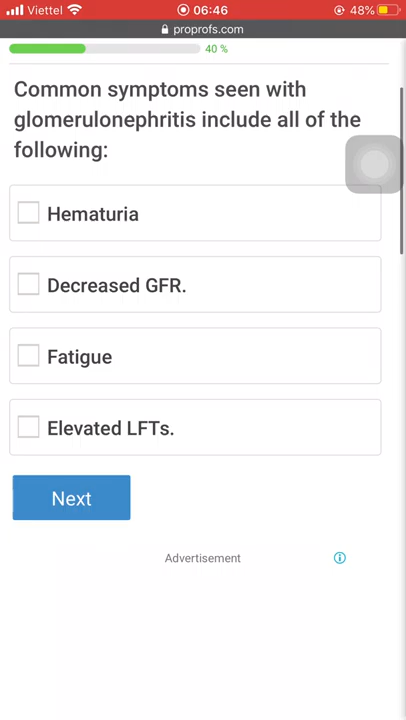 Viettel 06:46 48%
proprofs.com
40 %
Common symptoms seen with
glomerulonephritis include all of the
following:
Hematuria
Decreased GFR.
Fatigue
Elevated LFTs.
Next
Advertisement